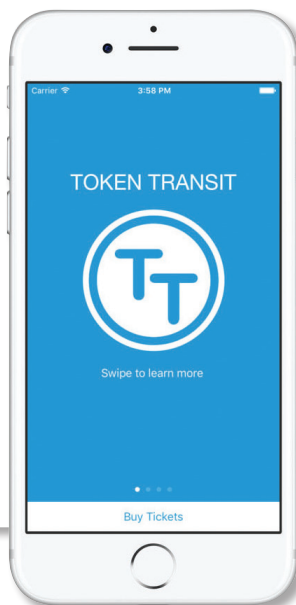 Carrier 3:58 PM
TOKEN TRANSIT
TT
Swipe to learn more
Buy Tickets